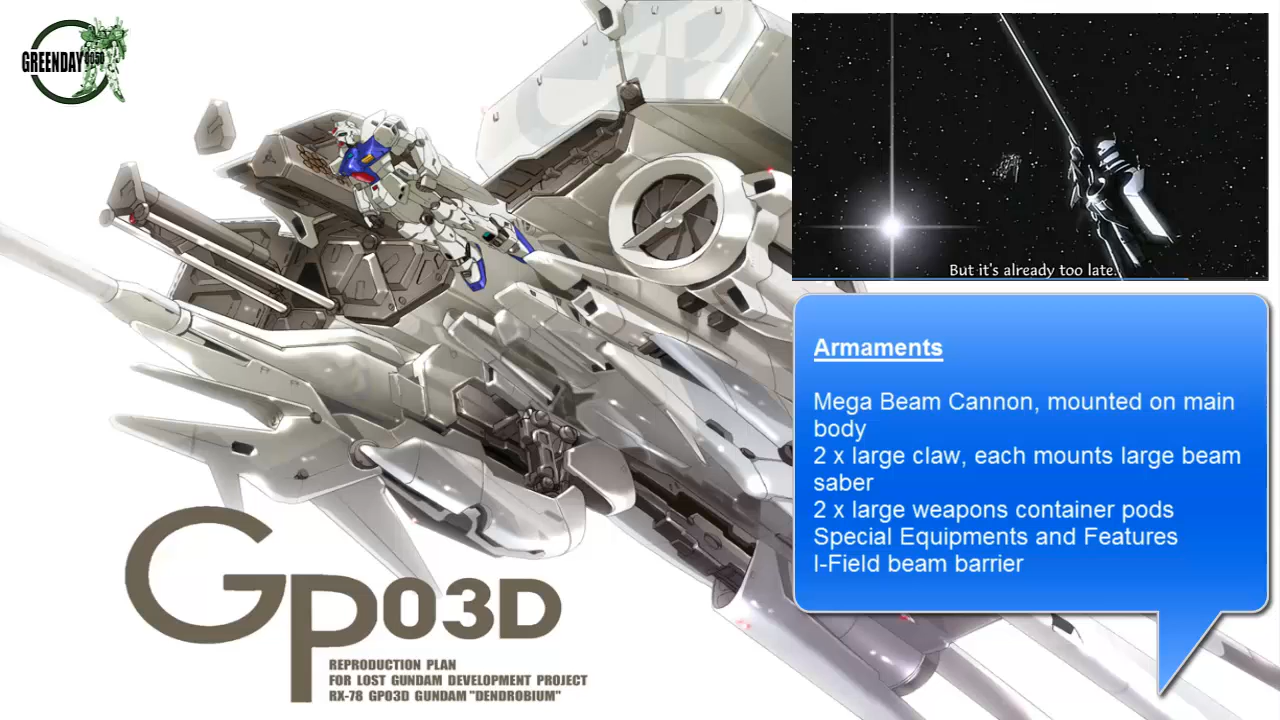 GREENDAY0050
But it's already too late.
Armaments
Mega Beam Cannon, mounted on main
body
2 x large claw, each mounts large beam
saber
2 x large weapons container pods
Special Equipments and Features
I-Field beam barrier
GP03D
REPRODUCTION PLAN
FOR LOST GUNDAM DEVELOPMENT PROJECT
RX-78 GP03D GUNDAM "DENDROBIUM"